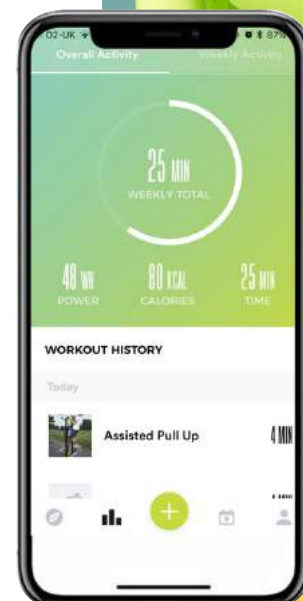 02-UK 87%
Overall Activity Weekly Activity
25 MIN
WEEKLY TOTAL
48 WH 80 KCAL 25 MIN
POWER CALORIES TIME
WORKOUT HISTORY
Today
Assisted Pull Up 4 MIN